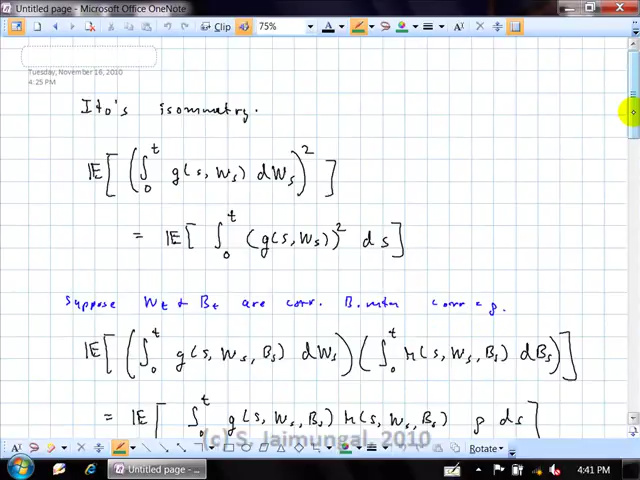 Untitled page - Microsoft Office OneNote
Clip 75%
Tuesday, November 16, 2010
4:25 PM
Ito's isommetry.
𝔼[ (∫₀ᵗ g(s, Wₛ) dWₛ)² ]
= 𝔼[ ∫₀ᵗ (g(s, Wₛ))² ds ]
Suppose Wt & Bt are corr. B. mtn corr
𝔼[ (∫₀ᵗ g(s, Wₛ, Bₛ) dWₛ) (∫₀ᵗ h(s, Wₛ, Bₛ) dBₛ) ]
= 𝔼[ ∫₀ᵗ g(s, Wₛ, Bₛ) h(s, Wₛ, Bₛ) ρ ds ]
(c) S. Jaimungal, 2010
Rotate
Untitled page - ...
4:41 PM